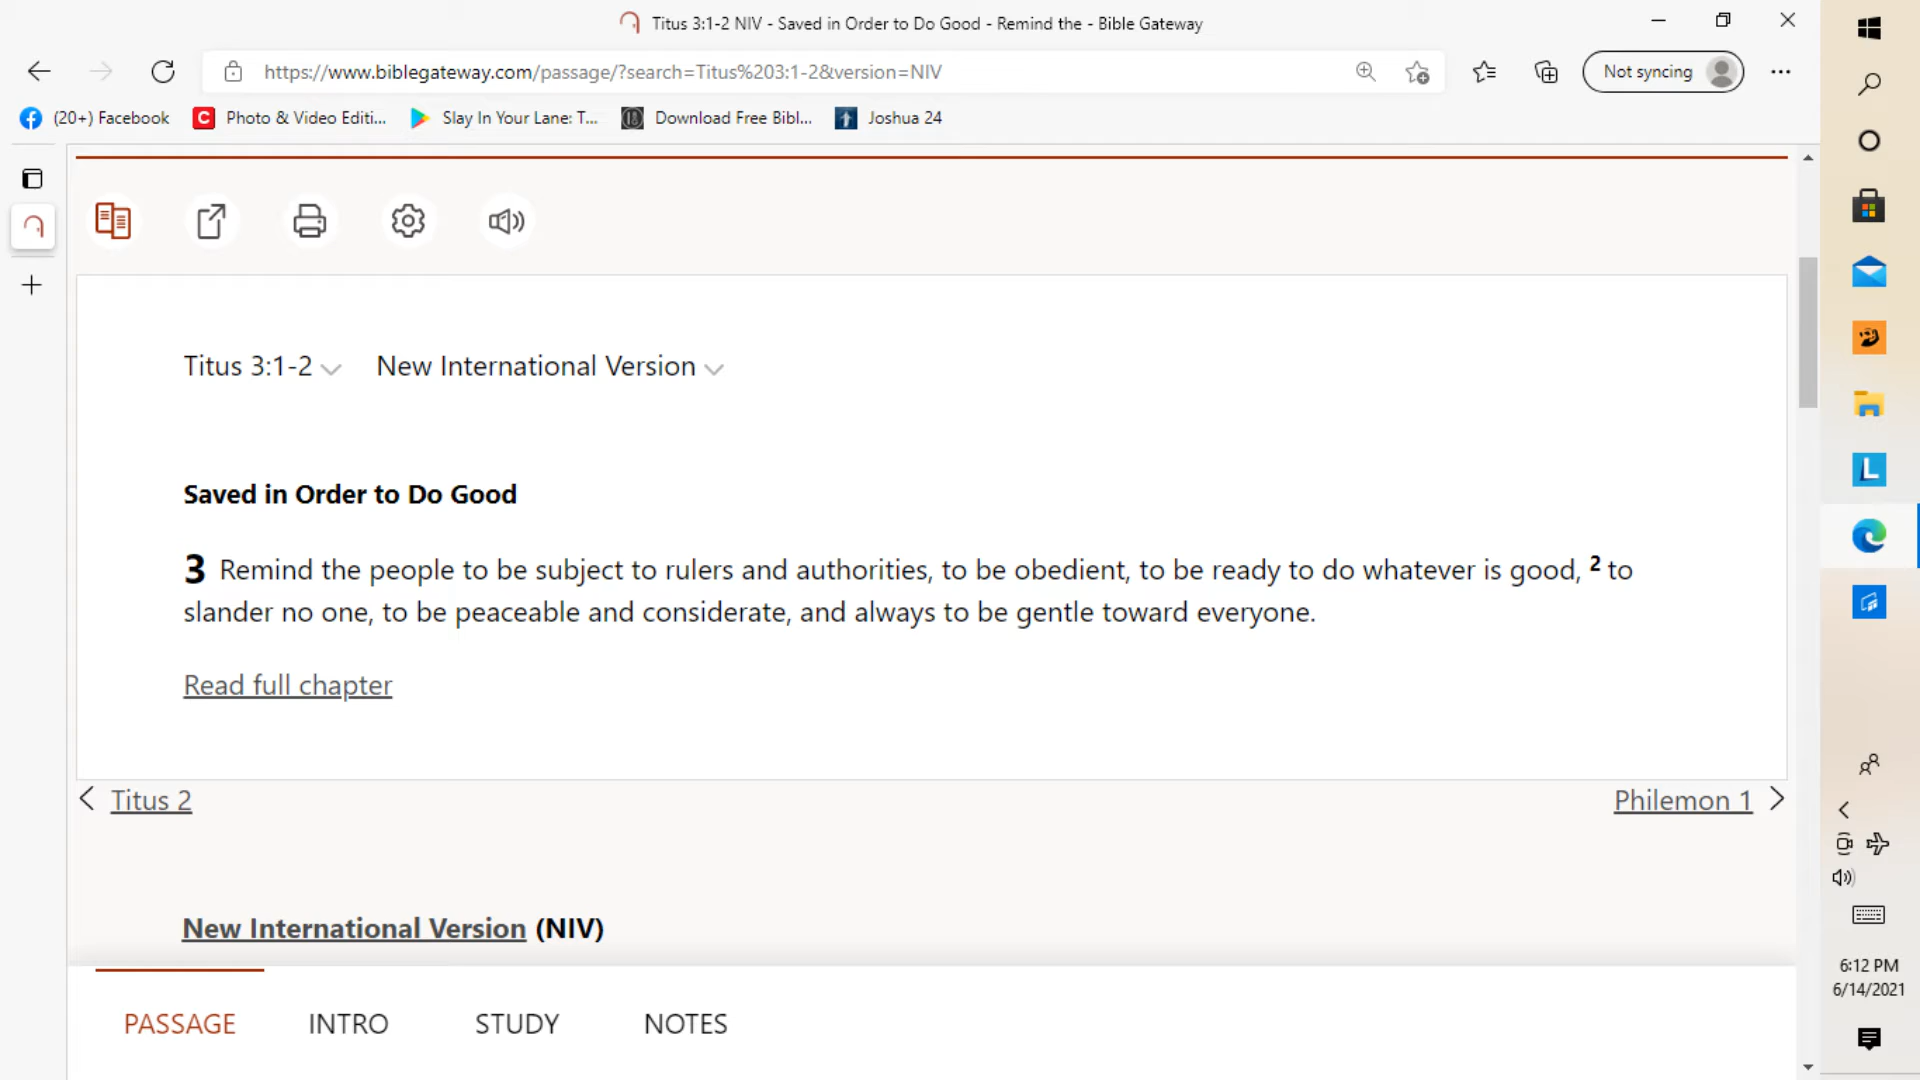 Titus 3:1-2 NIV - Saved in Order to Do Good - Remind the - Bible Gateway
https://www.biblegateway.com/passage/?search=Titus%203:1-2&version=NIV
Not syncing
(20+) Facebook
Photo & Video Editi...
Slay In Your Lane: T...
Download Free Bibl...
Joshua 24
Titus 3:1-2
New International Version
Saved in Order to Do Good
3 Remind the people to be subject to rulers and authorities, to be obedient, to be ready to do whatever is good, 2 to
slander no one, to be peaceable and considerate, and always to be gentle toward everyone.
Read full chapter
Titus 2
Philemon 1
New International Version (NIV)
PASSAGE
INTRO
STUDY
NOTES
L
6:12 PM
6/14/2021